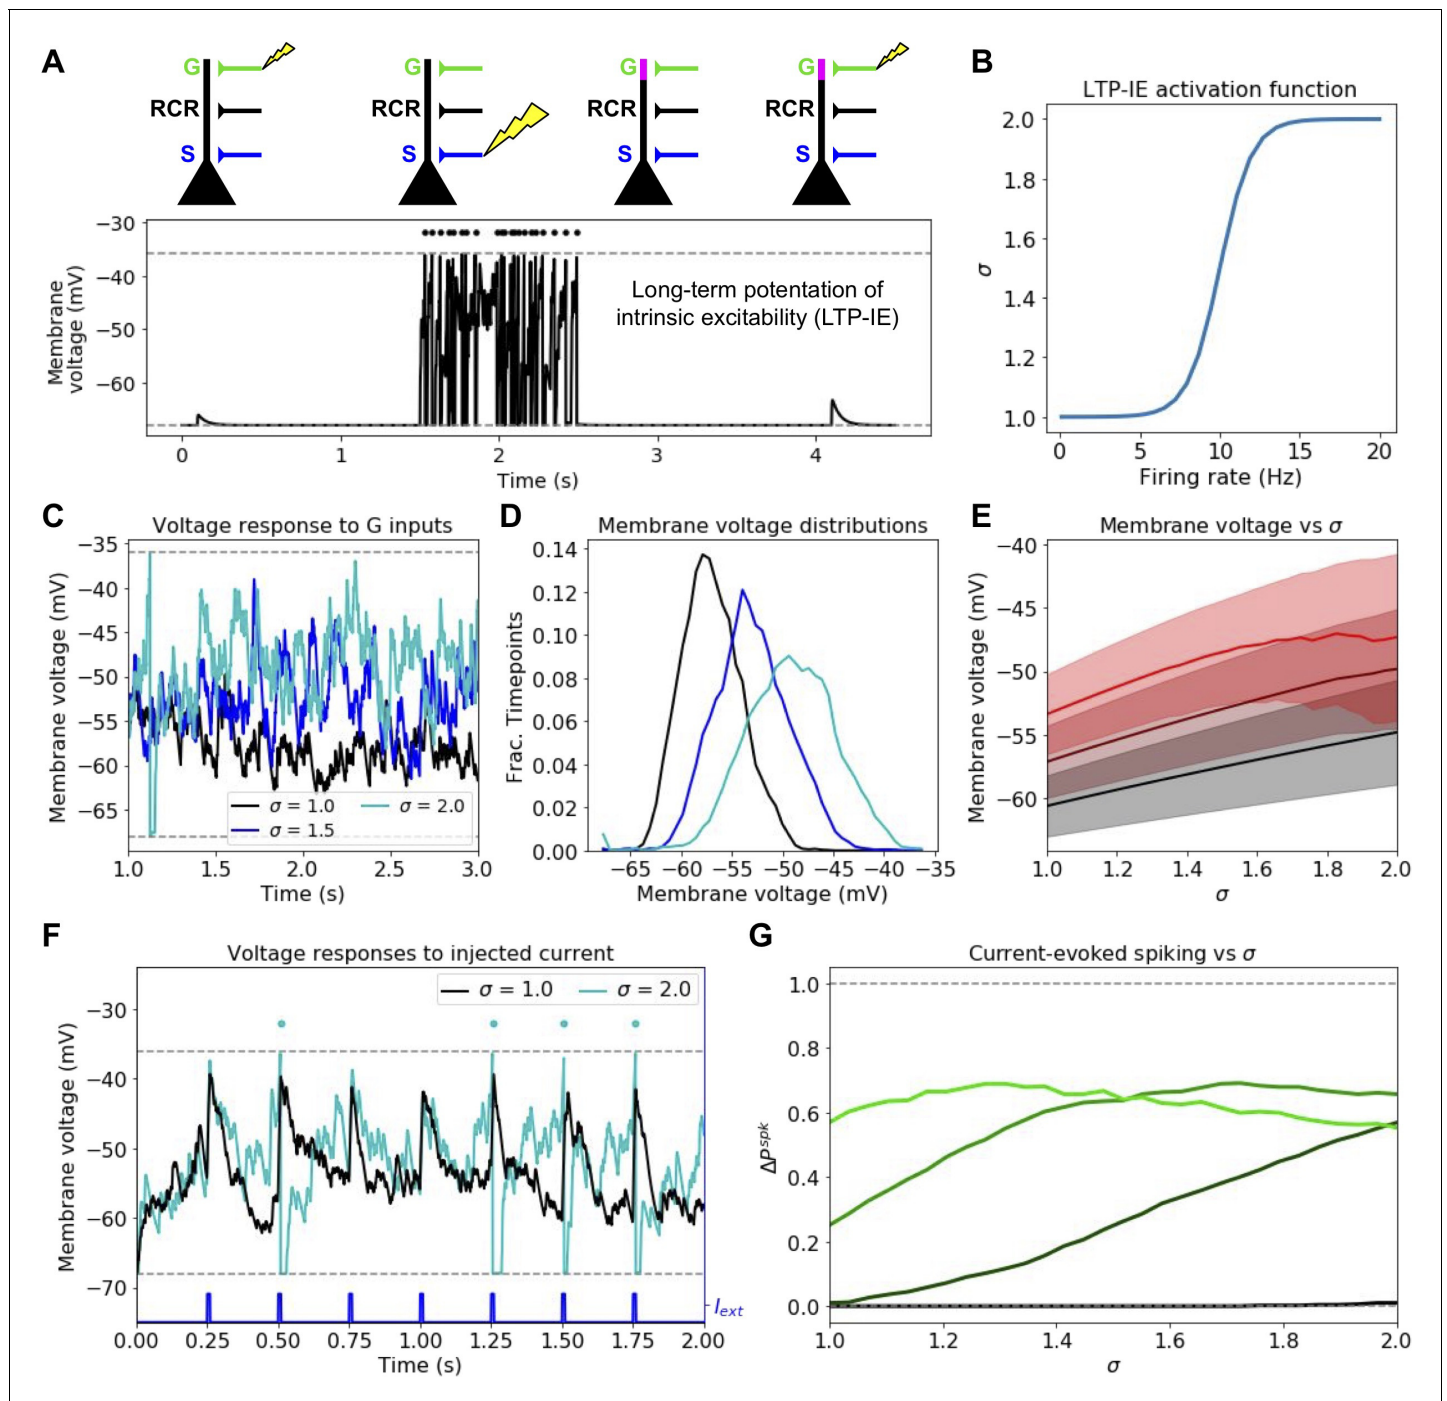 A
G
RCR
S
G
RCR
S
G
RCR
S
G
RCR
S
−30
−40
−50
−60
Membrane
voltage (mV)
Long-term potentation of
intrinsic excitability (LTP-IE)
0 1 2 3 4
Time (s)
B
LTP-IE activation function
2.0
1.8
1.6
1.4
1.2
1.0
σ
0 5 10 15 20
Firing rate (Hz)
C
Voltage response to G inputs
−35
−40
−45
−50
−55
−60
−65
Membrane voltage (mV)
σ = 1.0 σ = 2.0
σ = 1.5
1.0 1.5 2.0 2.5 3.0
Time (s)
D
Membrane voltage distributions
0.14
0.12
0.10
0.08
0.06
0.04
0.02
0.00
Frac. Timepoints
−65 −60 −55 −50 −45 −40 −35
Membrane voltage (mV)
E
Membrane voltage vs σ
−40
−45
−50
−55
−60
Membrane voltage (mV)
1.0 1.2 1.4 1.6 1.8 2.0
σ
F
Voltage responses to injected current
σ = 1.0 σ = 2.0
−30
−40
−50
−60
−70
Membrane voltage (mV)
I_ext
0.00 0.25 0.50 0.75 1.00 1.25 1.50 1.75 2.00
Time (s)
G
Current-evoked spiking vs σ
1.0
0.8
0.6
0.4
0.2
0.0
ΔP^spk
1.0 1.2 1.4 1.6 1.8 2.0
σ